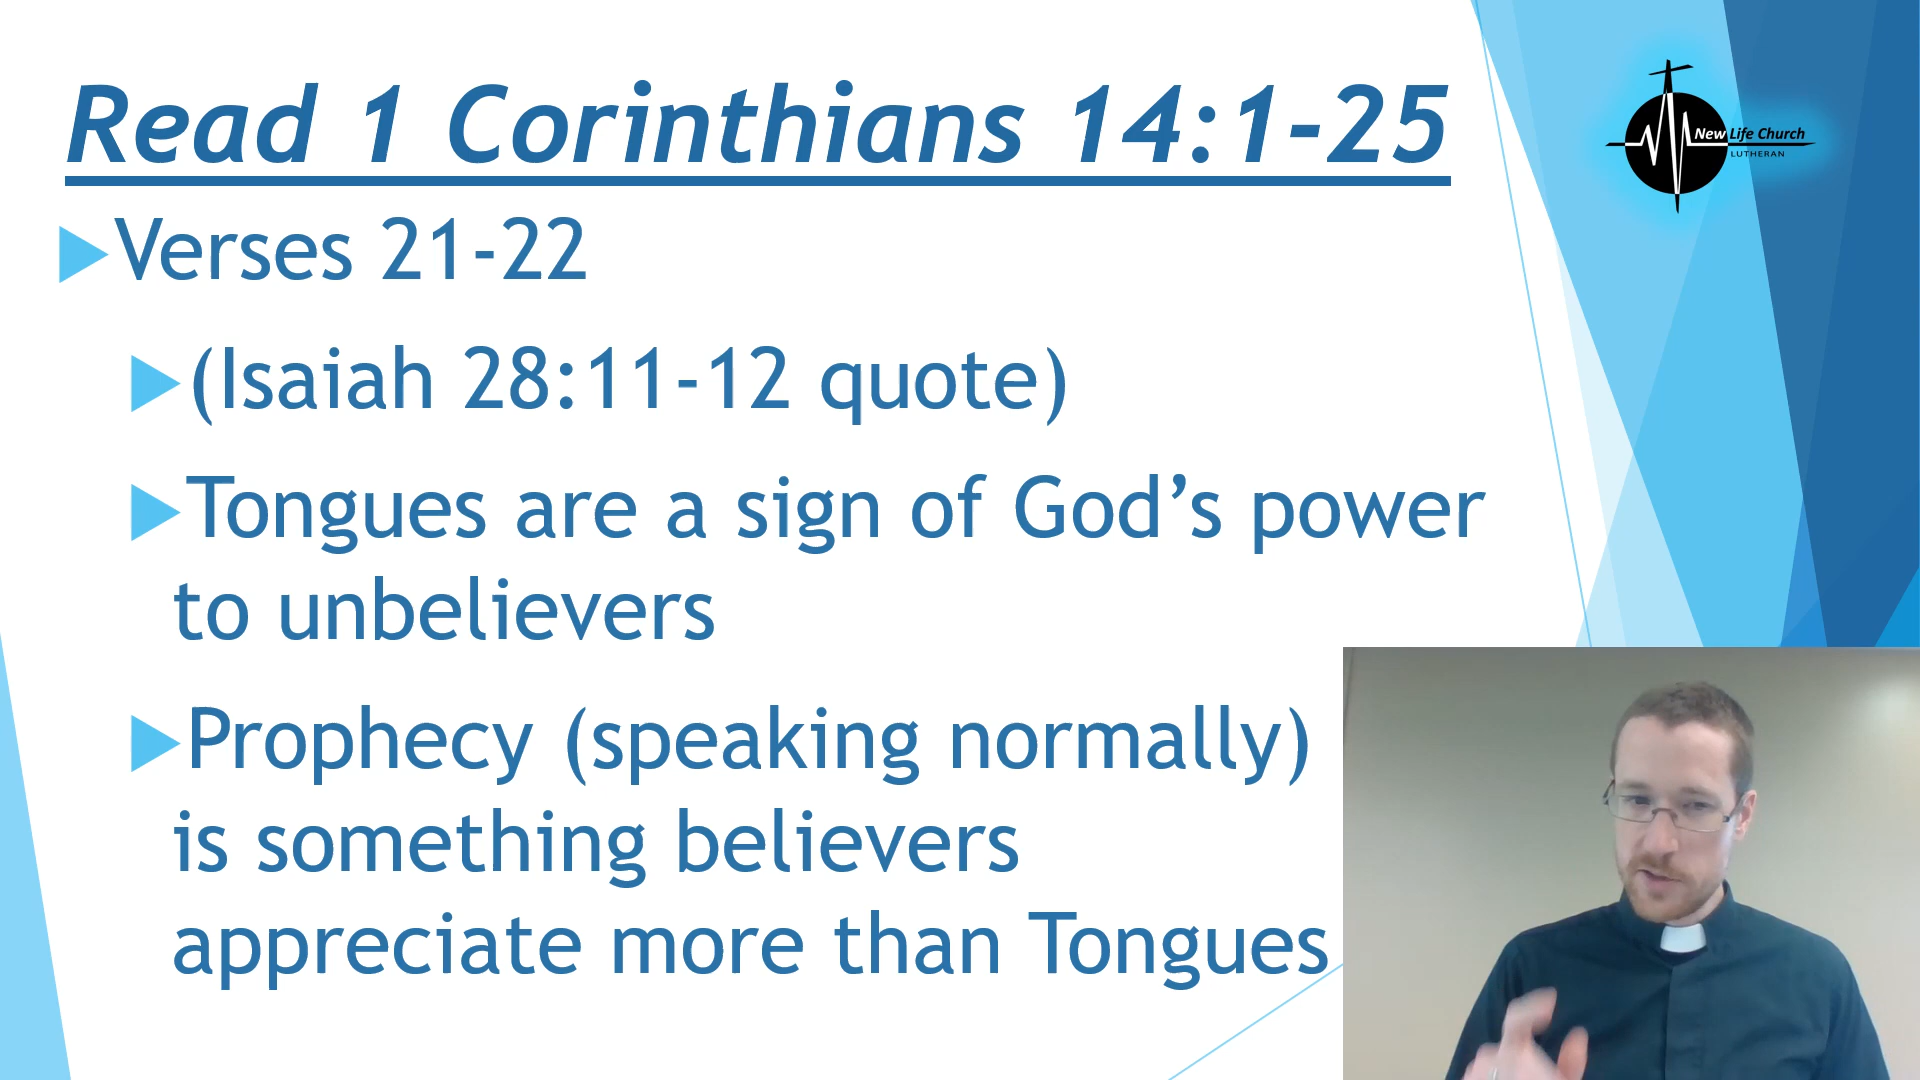 Read 1 Corinthians 14:1-25
New Life Church
LUTHERAN
Verses 21-22
(Isaiah 28:11-12 quote)
Tongues are a sign of God’s power
to unbelievers
Prophecy (speaking normally)
is something believers
appreciate more than Tongues